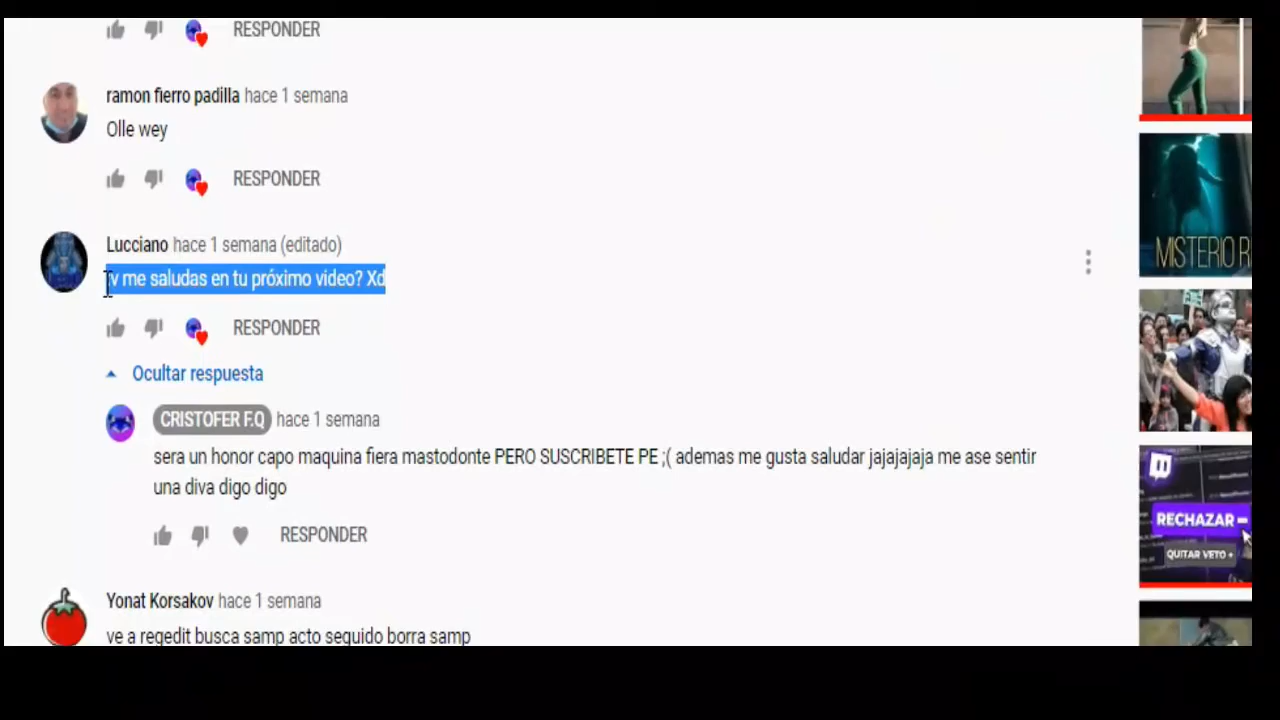 RESPONDER
ramon fierro padilla hace 1 semana
Olle wey
RESPONDER
Lucciano hace 1 semana (editado)
:v me saludas en tu próximo video? Xd
RESPONDER
Ocultar respuesta
CRISTOFER F.Q hace 1 semana
sera un honor capo maquina fiera mastodonte PERO SUSCRIBETE PE ;( ademas me gusta saludar jajajajaja me ase sentir
una diva digo digo
RESPONDER
Yonat Korsakov hace 1 semana
ve a regedit busca samp acto seguido borra samp
MISTERIO R
RECHAZAR
QUITAR VETO +